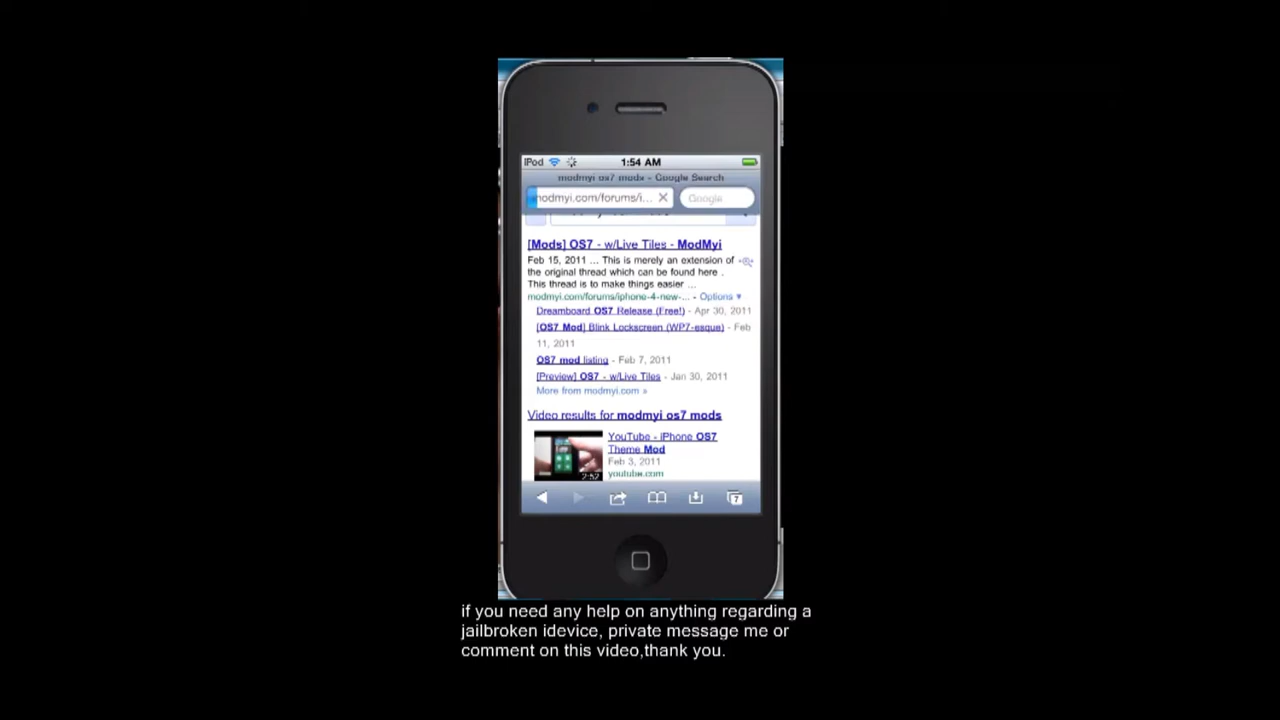 iPod 1:54 AM
modmyi os7 mods - Google Search
modmyi.com/forums/i... Google
[Mods] OS7 - w/Live Tiles - ModMyi
Feb 15, 2011 ... This is merely an extension of
the original thread which can be found here .
This thread is to make things easier ...
modmyi.com/forums/iphone-4-new-... - Options ▼
Dreamboard OS7 Release (Free!) - Apr 30, 2011
[OS7 Mod] Blink Lockscreen (WP7-esque) - Feb
11, 2011
OS7 mod listing - Feb 7, 2011
[Preview] OS7 - w/Live Tiles - Jan 30, 2011
More from modmyi.com »
Video results for modmyi os7 mods
YouTube - iPhone OS7
Theme Mod
Feb 3, 2011
2:52
youtube.com
7
if you need any help on anything regarding a
jailbroken idevice, private message me or
comment on this video,thank you.